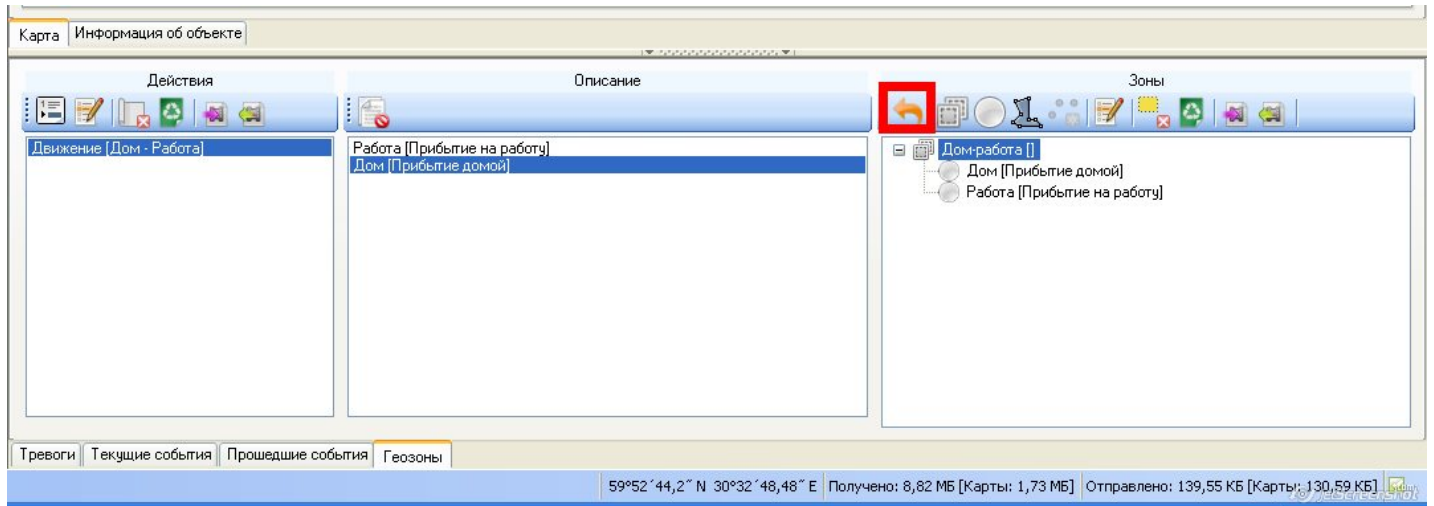 Карта Информация об объекте
Действия
Описание
Зоны
Движение [Дом - Работа]
Работа [Прибытие на работу]
Дом [Прибытие домой]
Дом-работа []
Дом [Прибытие домой]
Работа [Прибытие на работу]
Тревоги Текущие события Прошедшие события Геозоны
59°52´44,2˝ N 30°32´48,48˝ E Получено: 8,82 МБ [Карты: 1,73 МБ] Отправлено: 139,55 КБ [Карты: 130,59 КБ]
jetScreenshot